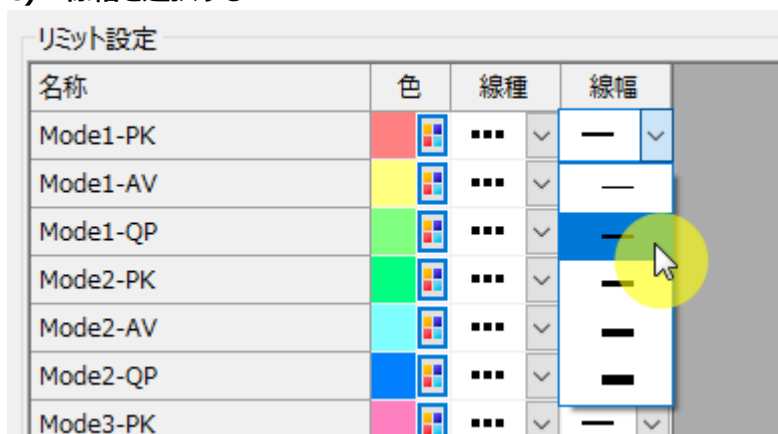 リミット設定
名称 色 線種 線幅
Mode1-PK
Mode1-AV
Mode1-QP
Mode2-PK
Mode2-AV
Mode2-QP
Mode3-PK